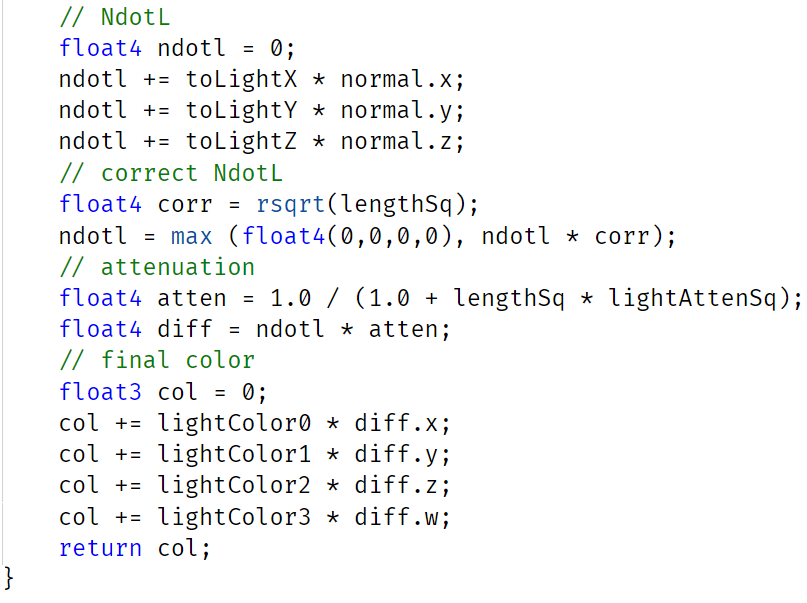 // NdotL
float4 ndotl = 0;
ndotl += toLightX * normal.x;
ndotl += toLightY * normal.y;
ndotl += toLightZ * normal.z;
// correct NdotL
float4 corr = rsqrt(lengthSq);
ndotl = max (float4(0,0,0,0), ndotl * corr);
// attenuation
float4 atten = 1.0 / (1.0 + lengthSq * lightAttenSq);
float4 diff = ndotl * atten;
// final color
float3 col = 0;
col += lightColor0 * diff.x;
col += lightColor1 * diff.y;
col += lightColor2 * diff.z;
col += lightColor3 * diff.w;
return col;
}